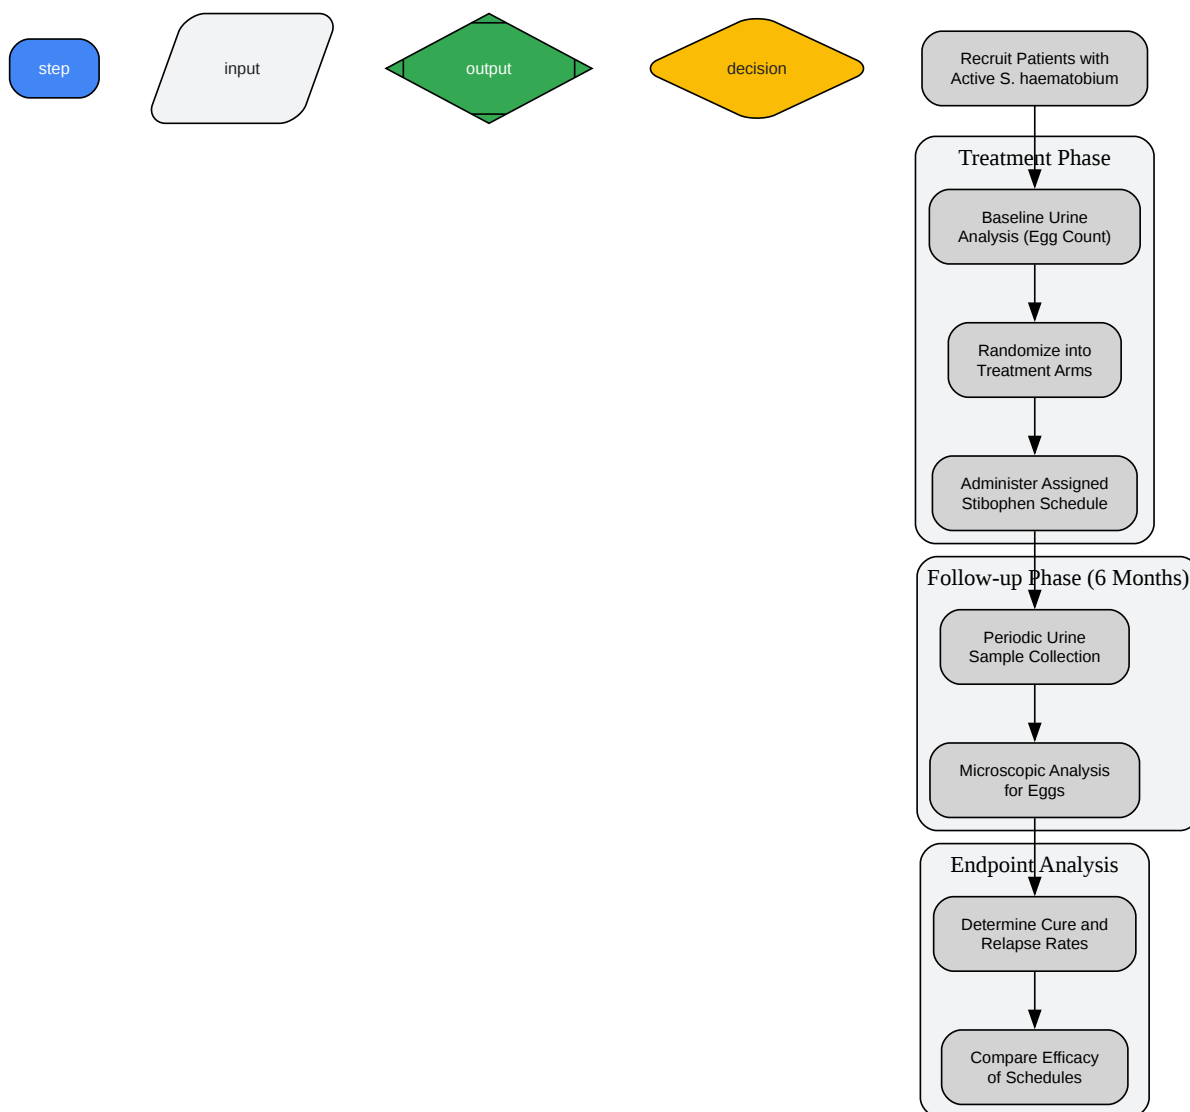 step
input
output
decision
Recruit Patients with
Active S. haematobium
Treatment Phase
Baseline Urine
Analysis (Egg Count)
Randomize into
Treatment Arms
Administer Assigned
Stibophen Schedule
Follow-up Phase (6 Months)
Periodic Urine
Sample Collection
Microscopic Analysis
for Eggs
Endpoint Analysis
Determine Cure and
Relapse Rates
Compare Efficacy
of Schedules